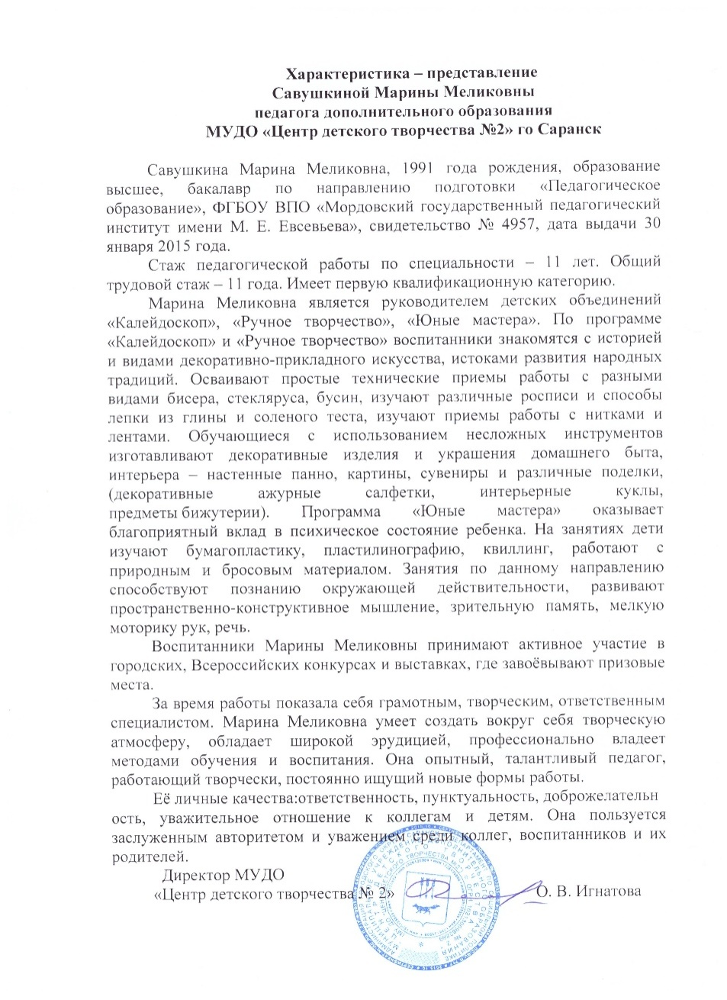 Характеристика – представление
Савушкиной Марины Меликовны
педагога дополнительного образования
МУДО «Центр детского творчества №2» го Саранск
Савушкина Марина Меликовна, 1991 года рождения, образование
высшее, бакалавр по направлению подготовки «Педагогическое
образование», ФГБОУ ВПО «Мордовский государственный педагогический
институт имени М. Е. Евсевьева», свидетельство № 4957, дата выдачи 30
января 2015 года.
Стаж педагогической работы по специальности – 11 лет. Общий
трудовой стаж – 11 года. Имеет первую квалификационную категорию.
Марина Меликовна является руководителем детских объединений
«Калейдоскоп», «Ручное творчество», «Юные мастера». По программе
«Калейдоскоп» и «Ручное творчество» воспитанники знакомятся с историей
и видами декоративно-прикладного искусства, истоками развития народных
традиций. Осваивают простые технические приемы работы с разными
видами бисера, стекляруса, бусин, изучают различные росписи и способы
лепки из глины и соленого теста, изучают приемы работы с нитками и
лентами. Обучающиеся с использованием несложных инструментов
изготавливают декоративные изделия и украшения домашнего быта,
интерьера – настенные панно, картины, сувениры и различные поделки,
(декоративные ажурные салфетки, интерьерные куклы,
предметы бижутерии). Программа «Юные мастера» оказывает
благоприятный вклад в психическое состояние ребенка. На занятиях дети
изучают бумагопластику, пластилинографию, квиллинг, работают с
природным и бросовым материалом. Занятия по данному направлению
способствуют познанию окружающей действительности, развивают
пространственно-конструктивное мышление, зрительную память, мелкую
моторику рук, речь.
Воспитанники Марины Меликовны принимают активное участие в
городских, Всероссийских конкурсах и выставках, где завоёвывают призовые
места.
За время работы показала себя грамотным, творческим, ответственным
специалистом. Марина Меликовна умеет создать вокруг себя творческую
атмосферу, обладает широкой эрудицией, профессионально владеет
методами обучения и воспитания. Она опытный, талантливый педагог,
работающий творчески, постоянно ищущий новые формы работы.
Её личные качества:ответственность, пунктуальность, доброжелательн
ость, уважительное отношение к коллегам и детям. Она пользуется
заслуженным авторитетом и уважением среди коллег, воспитанников и их
родителей.
Директор МУДО
«Центр детского творчества № 2» О. В. Игнатова